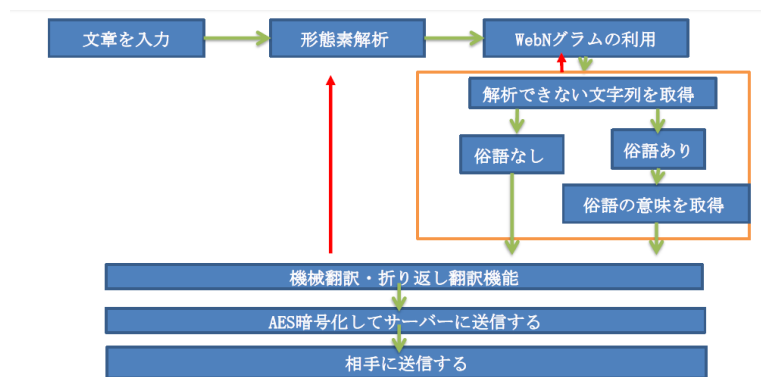 文章を入力
形態素解析
WebNグラムの利用
解析できない文字列を取得
俗語なし
俗語あり
俗語の意味を取得
機械翻訳・折り返し翻訳機能
AES暗号化してサーバーに送信する
相手に送信する